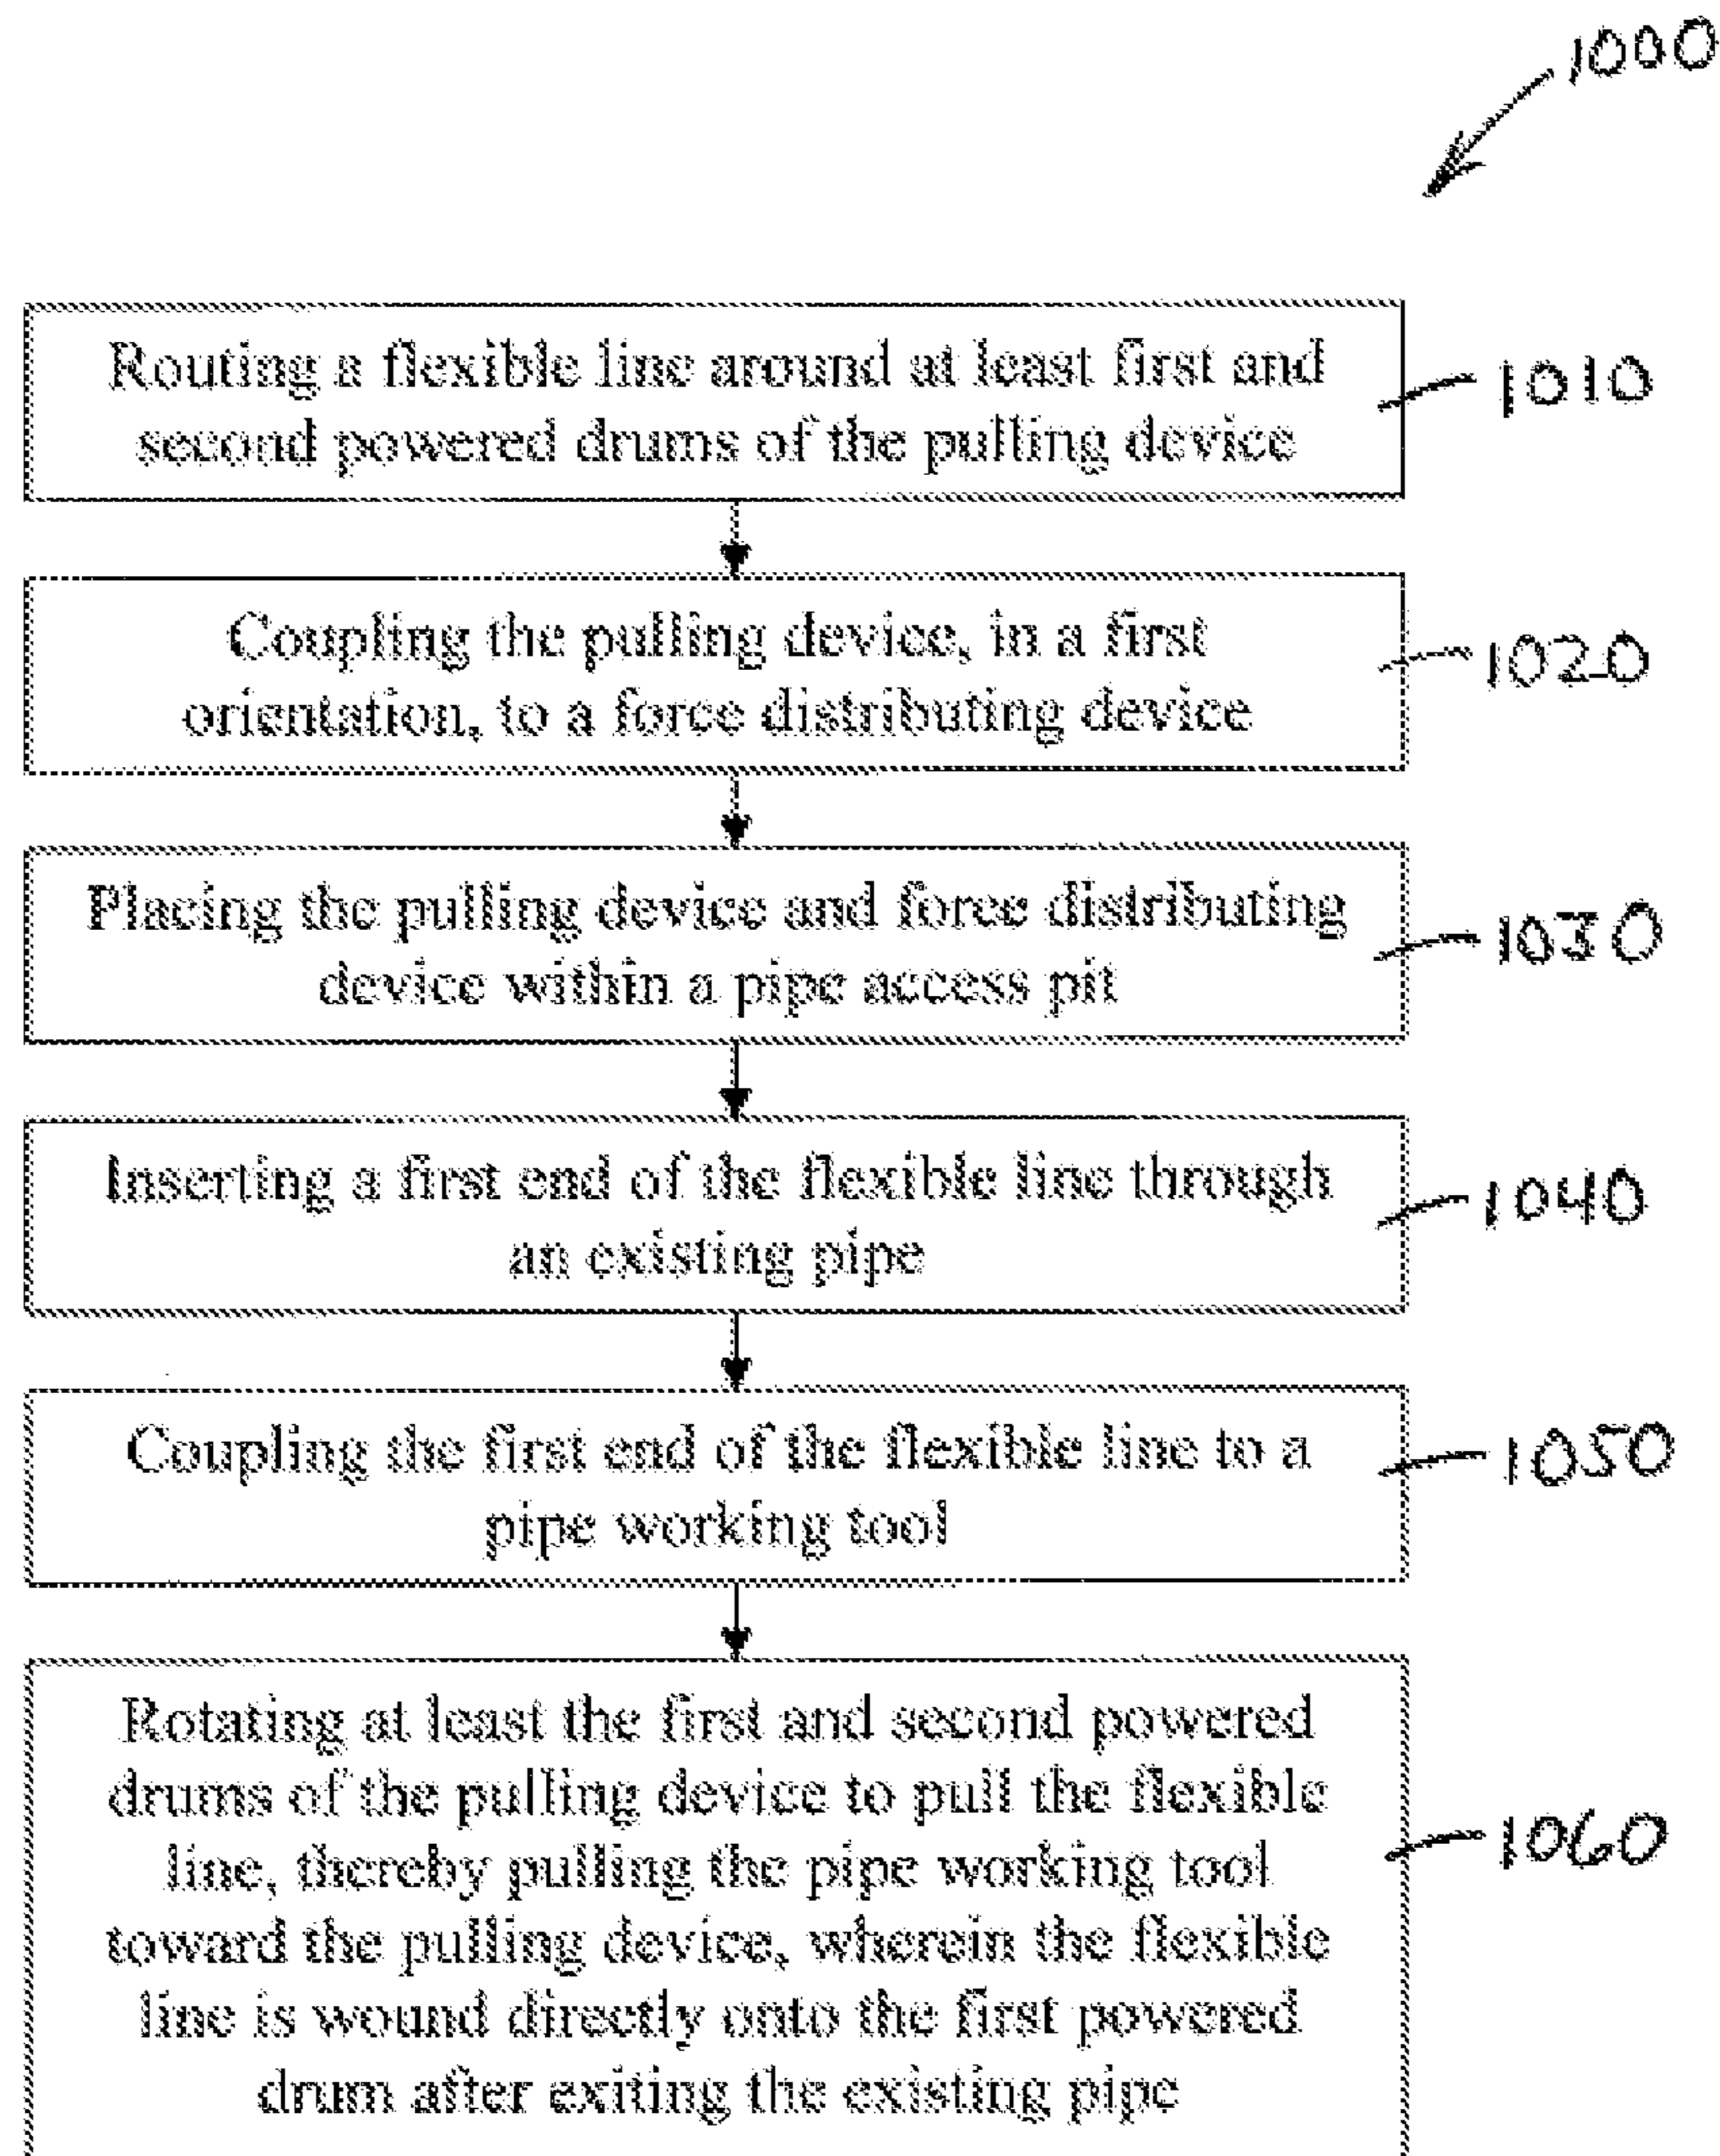 1000
Routing a flexible line around at least first and
second powered drums of the pulling device
1010
Coupling the pulling device, in a first
orientation, to a force distributing device
1020
Placing the pulling device and force distributing
device within a pipe access pit
1030
Inserting a first end of the flexible line through
an existing pipe
1040
Coupling the first end of the flexible line to a
pipe working tool
1050
Rotating at least the first and second powered
drums of the pulling device to pull the flexible
line, thereby pulling the pipe working tool
toward the pulling device, wherein the flexible
line is wound directly onto the first powered
drum after exiting the existing pipe
1060